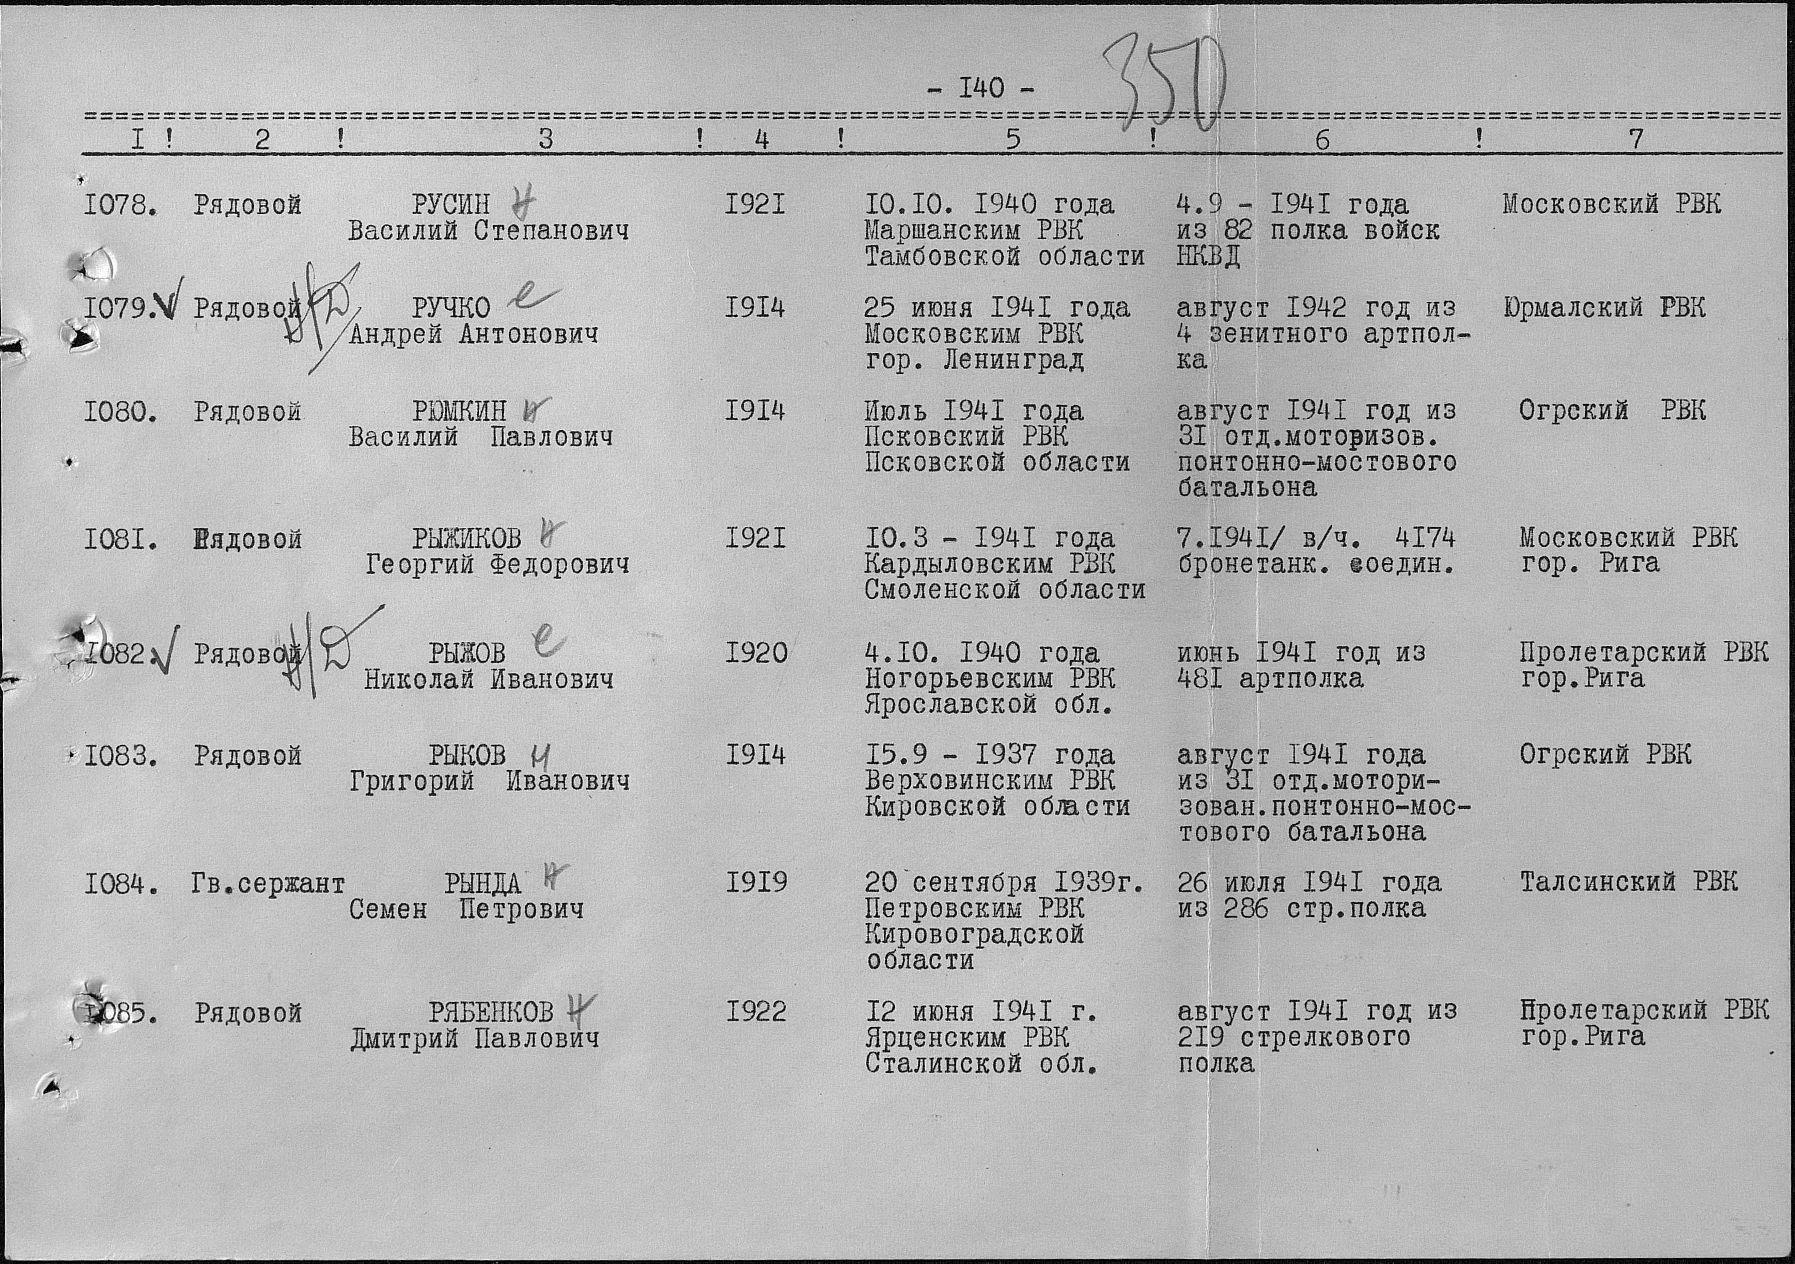 - I40 -
350
I ! 2 ! 3 ! 4 ! 5 ! 6 ! 7
I078. Рядовой РУСИН н I92I I0.I0. I940 года 4.9 - I94I года Московский РВК
Василий Степанович Маршанским РВК из 82 полка войск
Тамбовской области НКВД
I079. Рядовой н/д РУЧКО е I9I4 25 июня I94I года август I942 год из Юрмалский РВК
Андрей Антонович Московским РВК 4 зенитного артпол-
гор. Ленинград ка
I080. Рядовой РЮМКИН н I9I4 Июль I94I года август I94I год из Огрский РВК
Василий Павлович Псковский РВК 3I отд.моторизов.
Псковской области понтонно-мостового
батальона
I08I. Рядовой РЫЖИКОВ н I92I I0.3 - I94I года 7.I94I/ в/ч. 4I74 Московский РВК
Георгий Федорович Кардыловским РВК бронетанк. соедин. гор. Рига
Смоленской области
I082. Рядовой н/д РЫЖОВ е I920 4.I0. I940 года июнь I94I год из Пролетарский РВК
Николай Иванович Ногорьевским РВК 48I артполка гор.Рига
Ярославской обл.
I083. Рядовой РЫКОВ н I9I4 I5.9 - I937 года август I94I года Огрский РВК
Григорий Иванович Верховинским РВК из 3I отд.мотори-
Кировской области зован.понтонно-мос-
тового батальона
I084. Гв.сержант РЫНДА н I9I9 20 сентября I939г. 26 июля I94I года Талсинский РВК
Семен Петрович Петровским РВК из 286 стр.полка
Кировоградской
области
I085. Рядовой РЯБЕНКОВ н I922 I2 июня I94I г. август I94I год из Пролетарский РВК
Дмитрий Павлович Ярценским РВК 2I9 стрелкового гор.Рига
Сталинской обл. полка